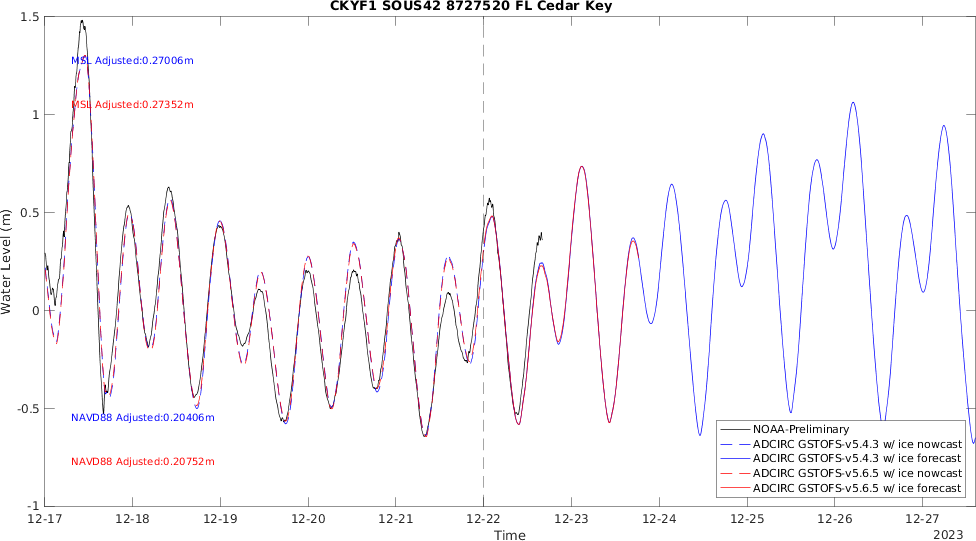 CKYF1 SOUS42 8727520 FL Cedar Key
1.5
MSL Adjusted:0.27006m
MSL Adjusted:0.27352m
1
0.5
Water Level (m)
0
-0.5
NAVD88 Adjusted:0.20406m
NAVD88 Adjusted:0.20752m
NOAA-Preliminary
ADCIRC GSTOFS-v5.4.3 w/ ice nowcast
ADCIRC GSTOFS-v5.4.3 w/ ice forecast
ADCIRC GSTOFS-v5.6.5 w/ ice nowcast
ADCIRC GSTOFS-v5.6.5 w/ ice forecast
-1
12-17 12-18 12-19 12-20 12-21 12-22 12-23 12-24 12-25 12-26 12-27
Time
2023